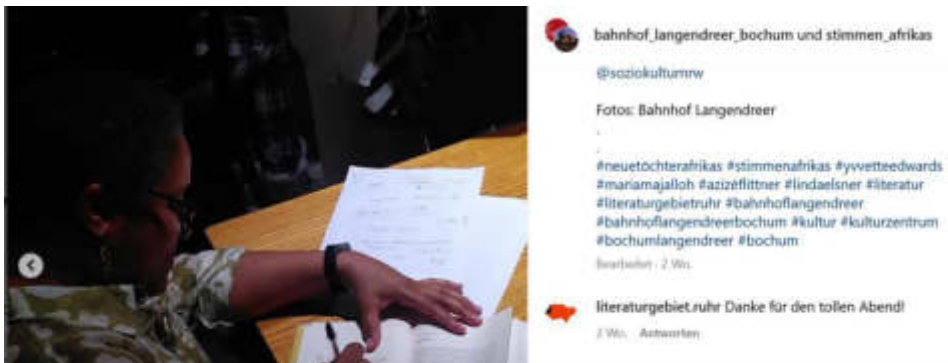 bahnhof_langendreer_bochum und stimmen_afrikas
@soziokulturnrw
Fotos: Bahnhof Langendreer
.
.
#neuetöchterafrikas #stimmenafrikas #yvvetteedwards
#mariamajalloh #azizéflittner #lindaelsner #literatur
#literaturgebietruhr #bahnhoflangendreer
#bahnhoflangendreerbochum #kultur #kulturzentrum
#bochumlangendreer #bochum
Bearbeitet · 2 Wo.
literaturgebiet.ruhr Danke für den tollen Abend!
2 Wo. Antworten